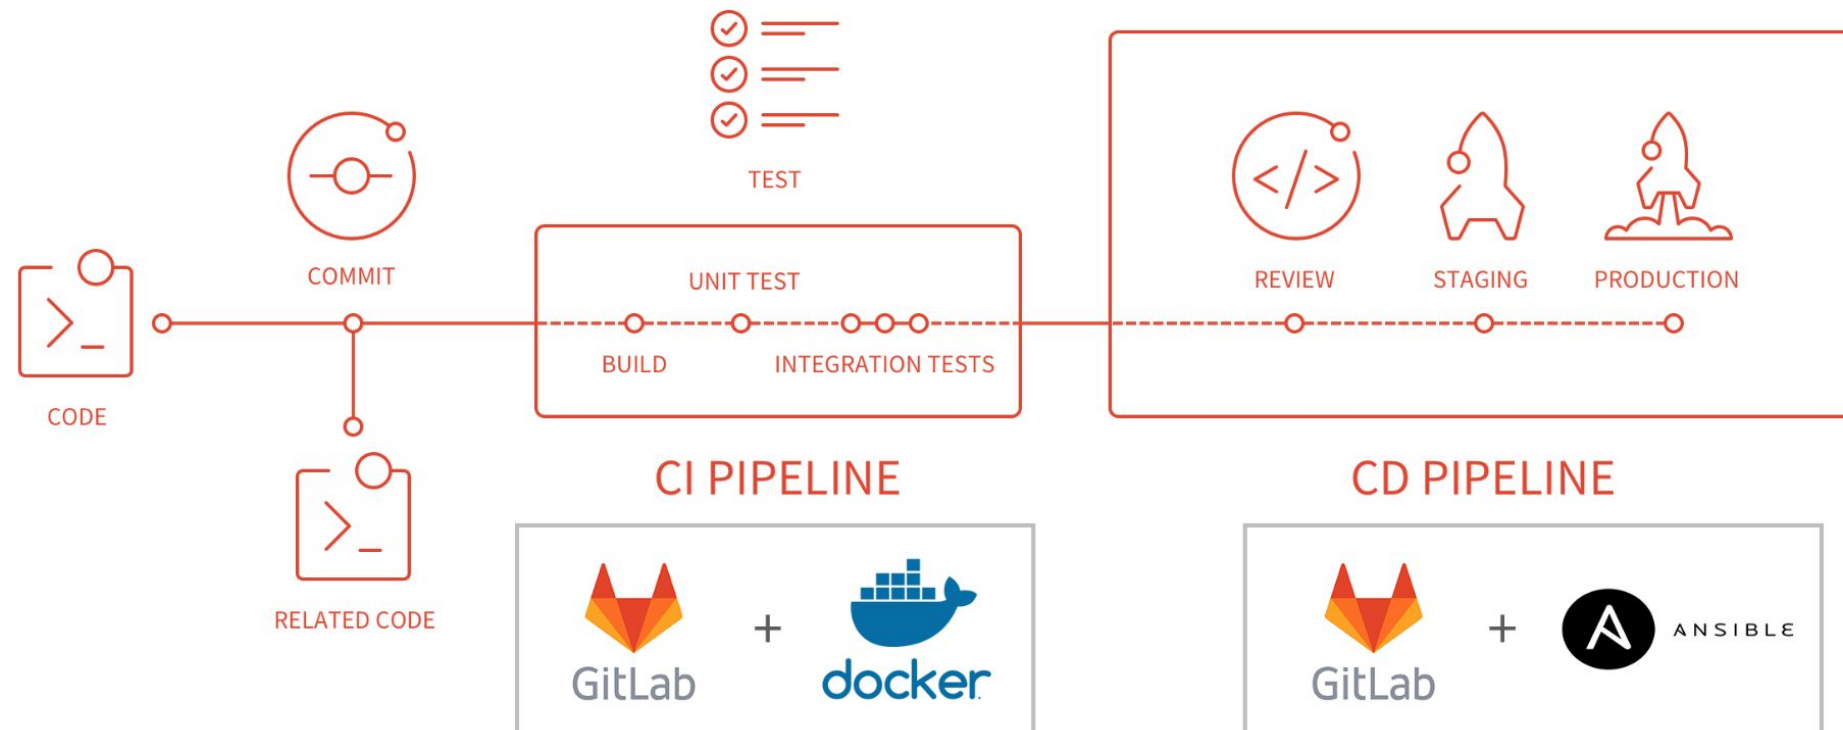 TEST
COMMIT
CODE
RELATED CODE
UNIT TEST
BUILD
INTEGRATION TESTS
REVIEW
STAGING
PRODUCTION
CI PIPELINE
CD PIPELINE
GitLab
+
docker
GitLab
+
ANSIBLE